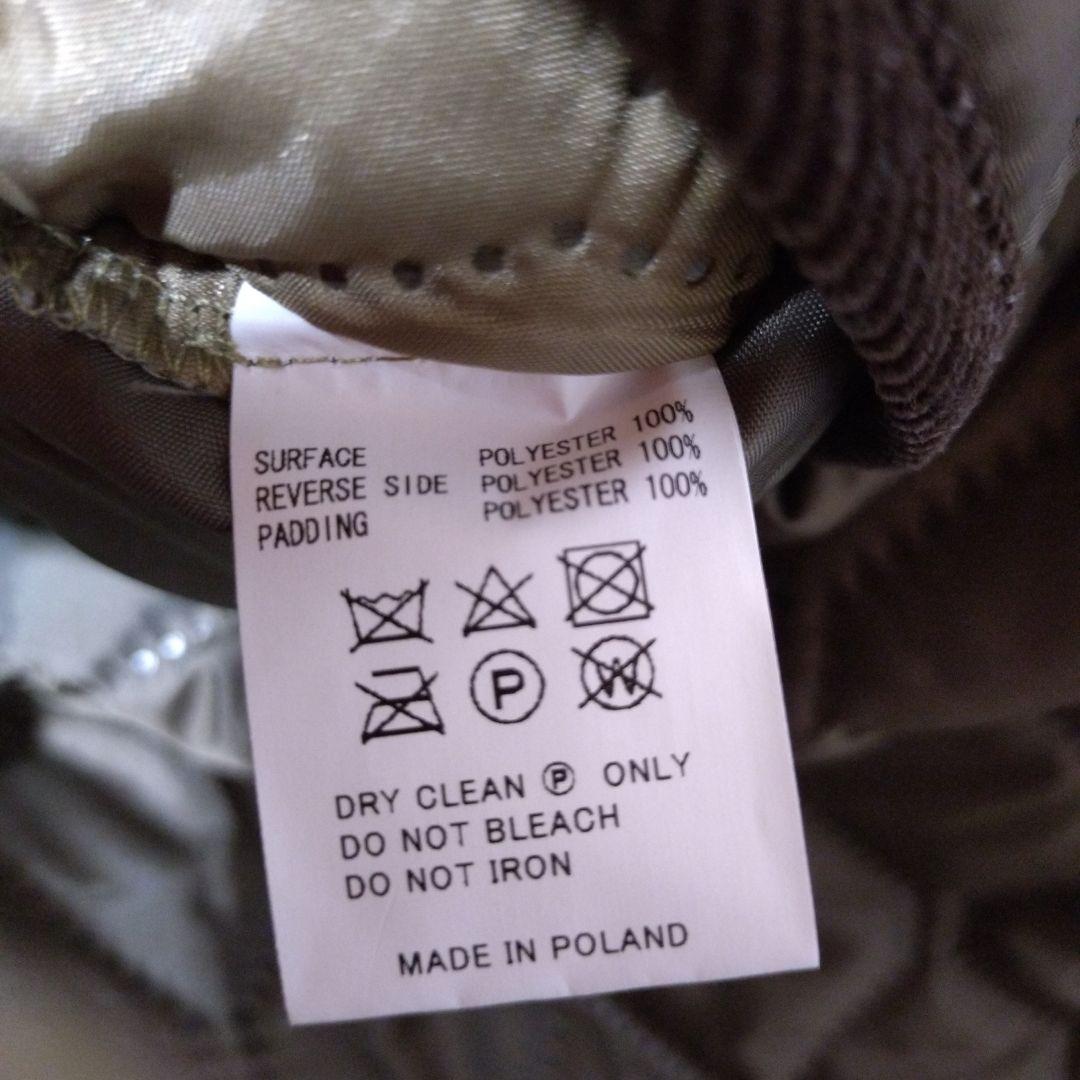 SURFACE POLYESTER 100%
REVERSE SIDE POLYESTER 100%
PADDING POLYESTER 100%
P W
DRY CLEAN Ⓟ ONLY
DO NOT BLEACH
DO NOT IRON
MADE IN POLAND